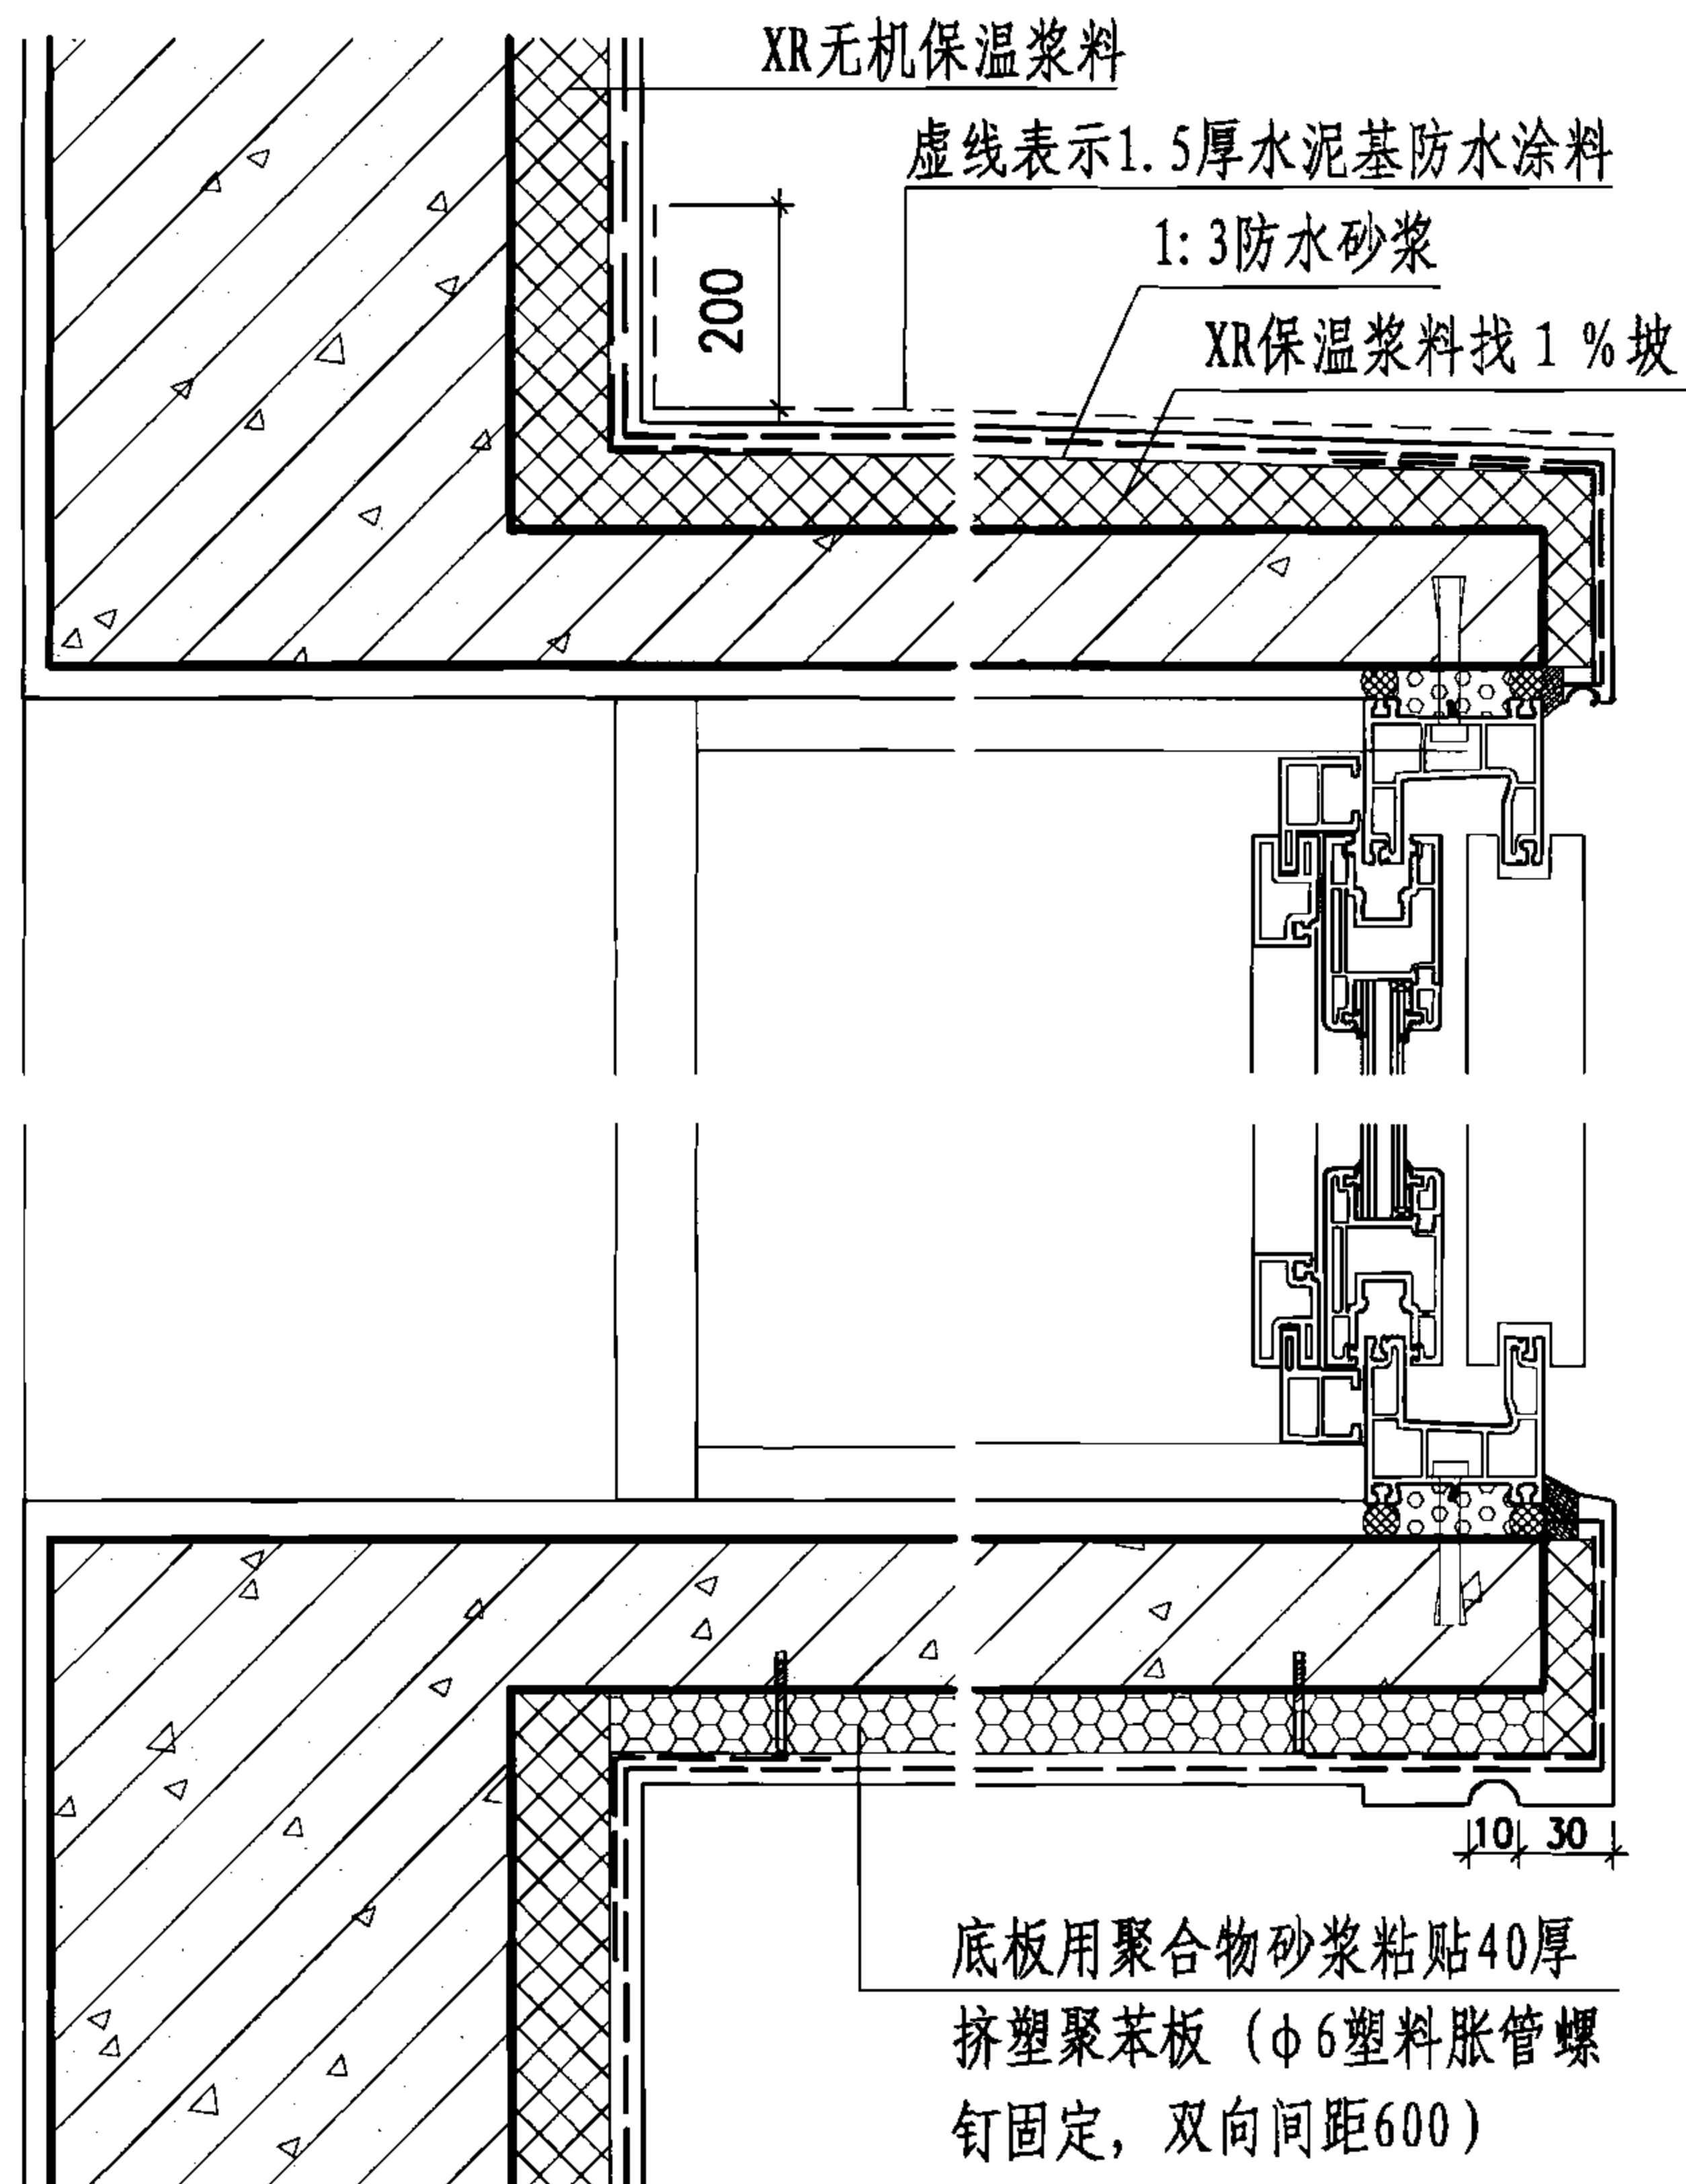 XR无机保温浆料
虚线表示1.5厚水泥基防水涂料
1:3防水砂浆
200
XR保温浆料找1%坡
10 30
底板用聚合物砂浆粘贴40厚
挤塑聚苯板（φ6塑料胀管螺
钉固定，双向间距600）